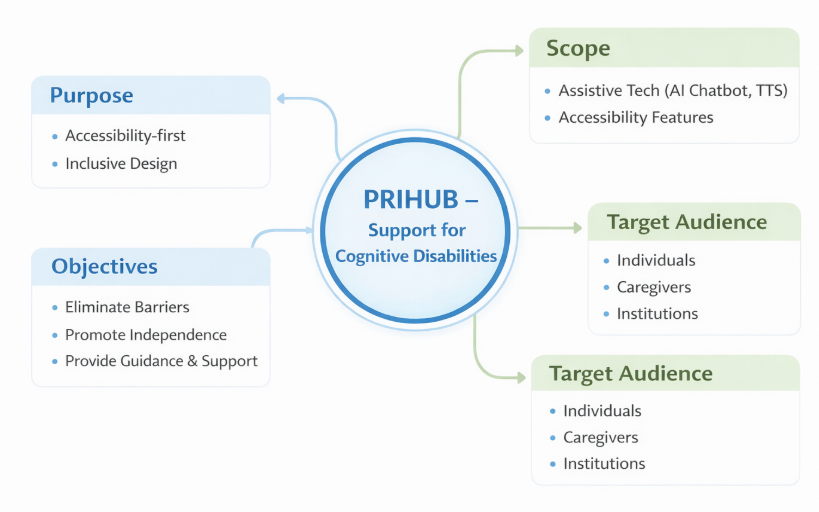 Purpose
• Accessibility-first
• Inclusive Design
Objectives
• Eliminate Barriers
• Promote Independence
• Provide Guidance & Support
PRIHUB –
Support for
Cognitive Disabilities
Scope
• Assistive Tech (AI Chatbot, TTS)
• Accessibility Features
Target Audience
• Individuals
• Caregivers
• Institutions
Target Audience
• Individuals
• Caregivers
• Institutions